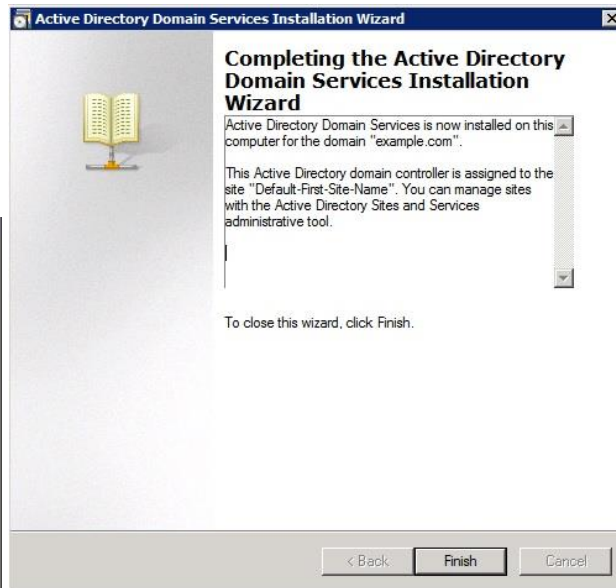 Active Directory Domain Services Installation Wizard
Completing the Active Directory
Domain Services Installation
Wizard
Active Directory Domain Services is now installed on this
computer for the domain "example.com".
This Active Directory domain controller is assigned to the
site "Default-First-Site-Name". You can manage sites
with the Active Directory Sites and Services
administrative tool.
To close this wizard, click Finish.
< Back
Finish
Cancel